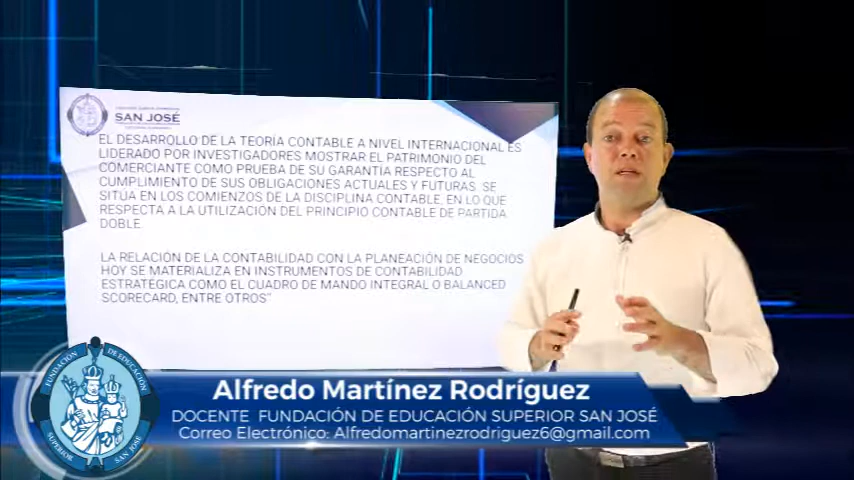 SAN JOSÉ
EL DESARROLLO DE LA TEORÍA CONTABLE A NIVEL INTERNACIONAL ES
LIDERADO POR INVESTIGADORES MOSTRAR EL PATRIMONIO DEL
COMERCIANTE COMO PRUEBA DE SU GARANTÍA RESPECTO AL
CUMPLIMIENTO DE SUS OBLIGACIONES ACTUALES Y FUTURAS SE
SITÚA EN LOS COMIENZOS DE LA DISCIPLINA CONTABLE, EN LO QUE
RESPECTA A LA UTILIZACIÓN DEL PRINCIPIO CONTABLE DE PARTIDA
DOBLE.
LA RELACIÓN DE LA CONTABILIDAD CON LA PLANEACIÓN DE NEGOCIOS
HOY SE MATERIALIZA EN INSTRUMENTOS DE CONTABILIDAD
ESTRATÉGICA COMO EL CUADRO DE MANDO INTEGRAL O BALANCED
SCORECARD, ENTRE OTROS"
FUNDACIÓN DE EDUCACIÓN
SUPERIOR SAN JOSÉ
Alfredo Martínez Rodríguez
DOCENTE FUNDACIÓN DE EDUCACIÓN SUPERIOR SAN JOSÉ
Correo Electrónico: Alfredomartinezrodriguez6@gmail.com